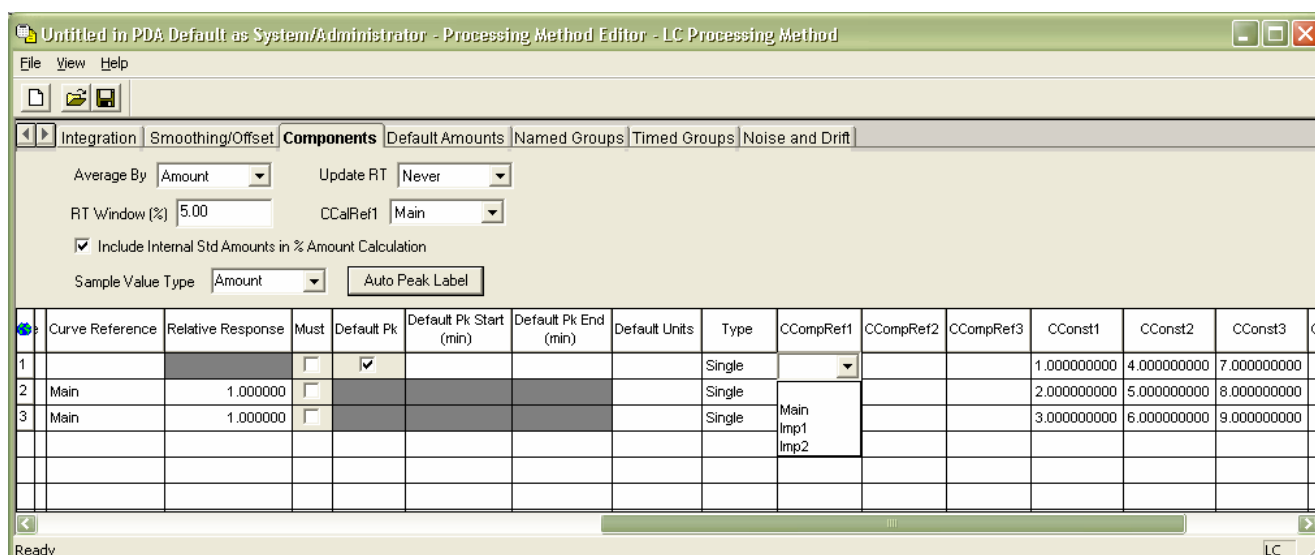 Untitled in PDA Default as System/Administrator - Processing Method Editor - LC Processing Method
File View Help
Integration Smoothing/Offset Components Default Amounts Named Groups Timed Groups Noise and Drift
Average By Amount Update RT Never
RT Window (%) 5.00 CCalRef1 Main
Include Internal Std Amounts in % Amount Calculation
Sample Value Type Amount Auto Peak Label
Curve Reference Relative Response Must Default Pk Default Pk Start (min) Default Pk End (min) Default Units Type CCompRef1 CCompRef2 CCompRef3 CConst1 CConst2 CConst3
1 Single 1.000000000 4.000000000 7.000000000
2 Main 1.000000 Single 2.000000000 5.000000000 8.000000000
3 Main 1.000000 Single 3.000000000 6.000000000 9.000000000
Main
Imp1
Imp2
Ready LC